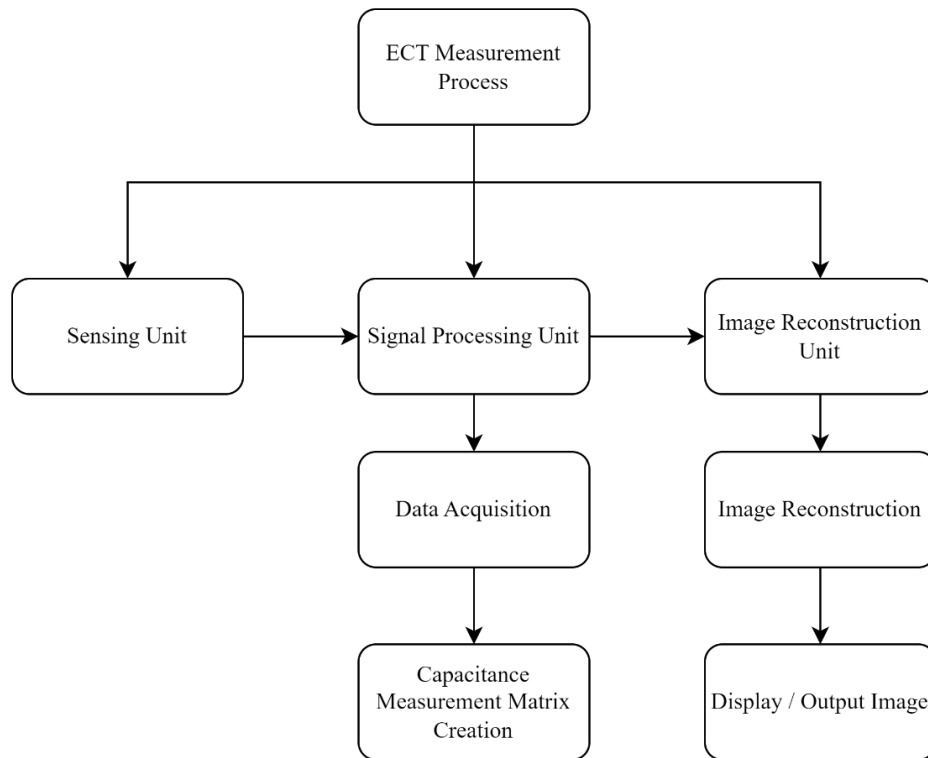 ECT Measurement
Process
Sensing Unit
Signal Processing Unit
Image Reconstruction
Unit
Data Acquisition
Image Reconstruction
Capacitance
Measurement Matrix
Creation
Display / Output Image